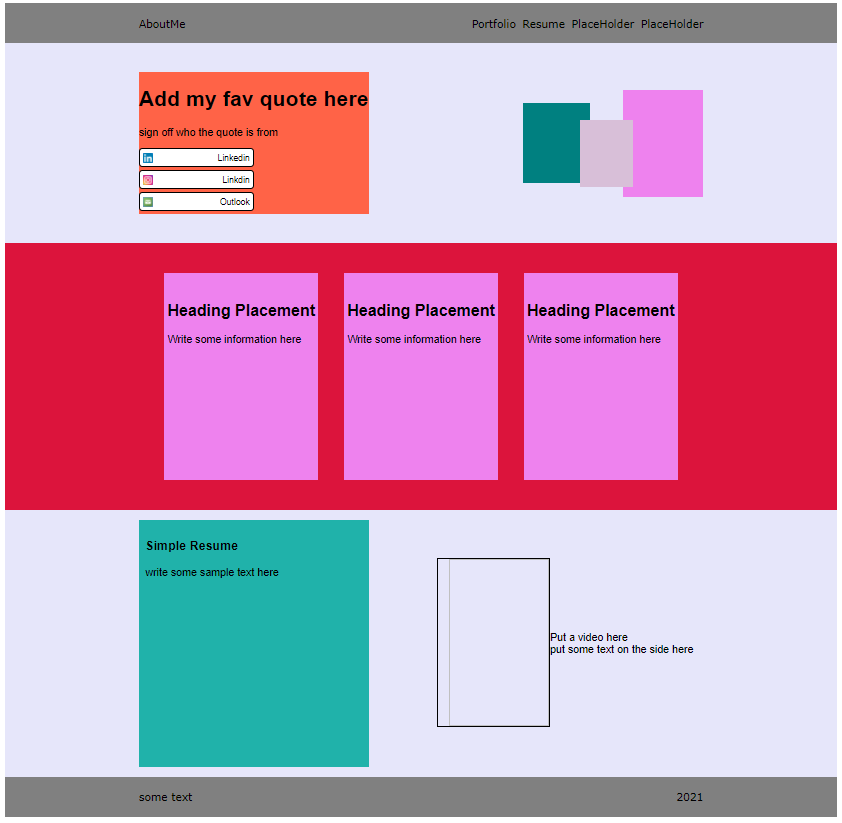 AboutMe
Portfolio Resume PlaceHolder PlaceHolder
Add my fav quote here
sign off who the quote is from
Linkedin
Linkdin
Outlook
Heading Placement
Write some information here
Heading Placement
Write some information here
Heading Placement
Write some information here
Simple Resume
write some sample text here
Put a video here
put some text on the side here
some text
2021